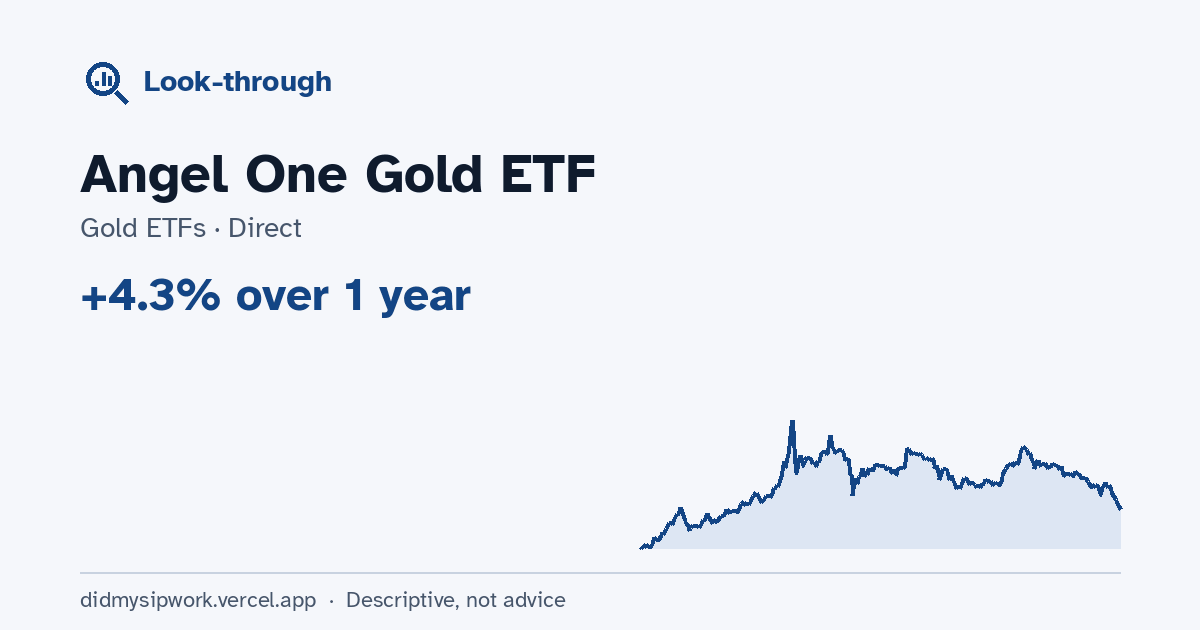 Look-through
Angel One Gold ETF
Gold ETFs · Direct
+4.3% over 1 year
didmysipwork.vercel.app · Descriptive, not advice